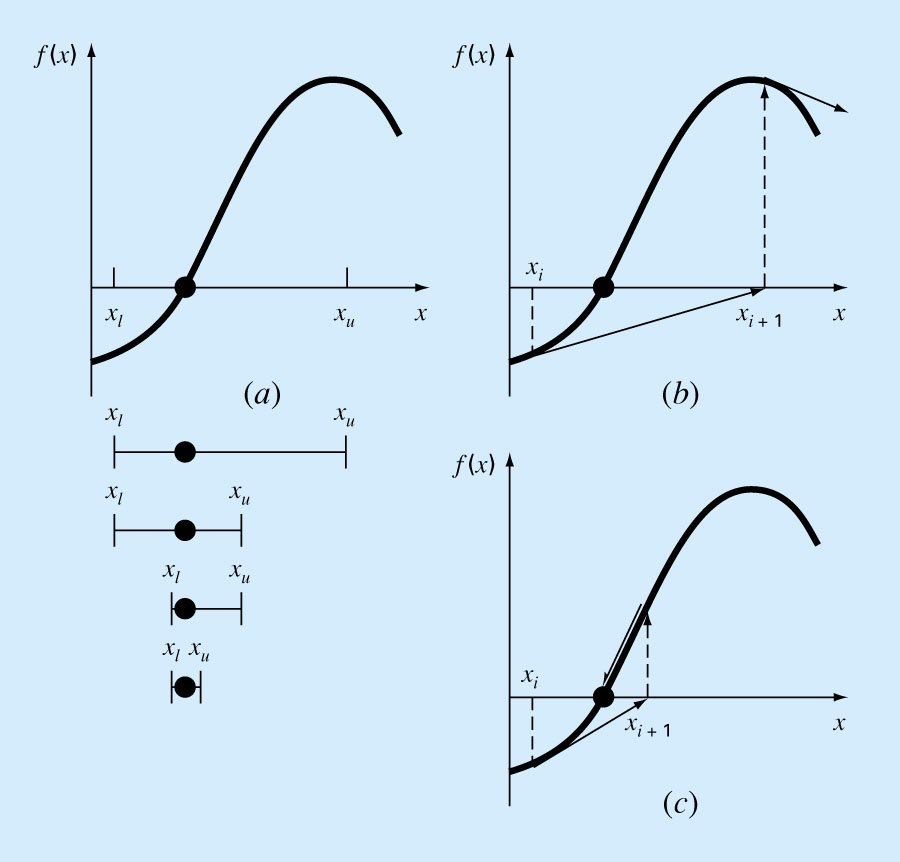 f(x)
x_l x_u x
(a)
x_l x_u
x_l x_u
x_l x_u
x_l x_u
f(x)
x_i
x_{i + 1} x
(b)
f(x)
x_i
x_{i + 1} x
(c)